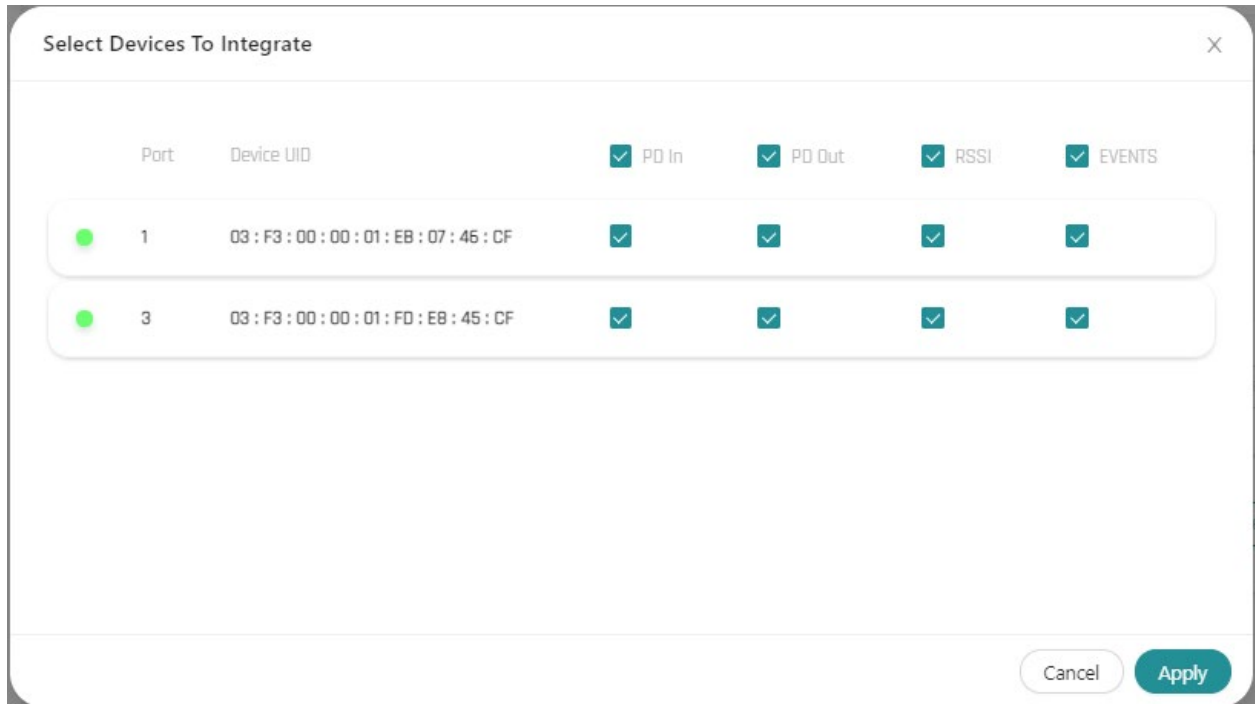 Select Devices To Integrate
Port Device UID PD In PD Out RSSI EVENTS
1 03 : F3 : 00 : 00 : 01 : EB : 07 : 45 : CF
3 03 : F3 : 00 : 00 : 01 : FD : E8 : 45 : CF
Cancel Apply